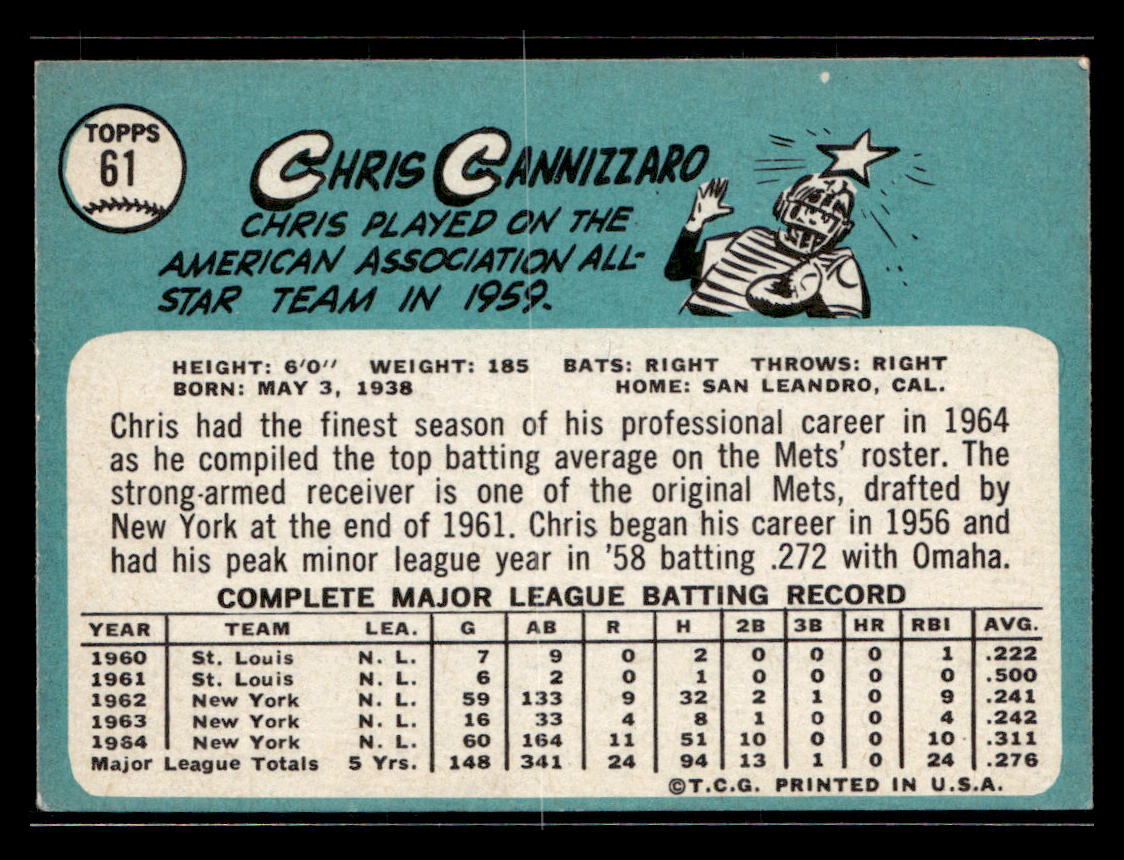 TOPPS
61
CHRIS CANNIZZARO
CHRIS PLAYED ON THE
AMERICAN ASSOCIATION ALL-
STAR TEAM IN 1959.
HEIGHT: 6'0" WEIGHT: 185 BATS: RIGHT THROWS: RIGHT
BORN: MAY 3, 1938 HOME: SAN LEANDRO, CAL.
Chris had the finest season of his professional career in 1964
as he compiled the top batting average on the Mets' roster. The
strong-armed receiver is one of the original Mets, drafted by
New York at the end of 1961. Chris began his career in 1956 and
had his peak minor league year in '58 batting .272 with Omaha.
COMPLETE MAJOR LEAGUE BATTING RECORD
YEAR TEAM LEA. G AB R H 2B 3B HR RBI AVG.
1960 St. Louis N. L. 7 9 0 2 0 0 0 1 .222
1961 St. Louis N. L. 6 2 0 1 0 0 0 0 .500
1962 New York N. L. 59 133 9 32 2 1 0 9 .241
1963 New York N. L. 16 33 4 8 1 0 0 4 .242
1964 New York N. L. 60 164 11 51 10 0 0 10 .311
Major League Totals 5 Yrs. 148 341 24 94 13 1 0 24 .276
©T.C.G. PRINTED IN U.S.A.